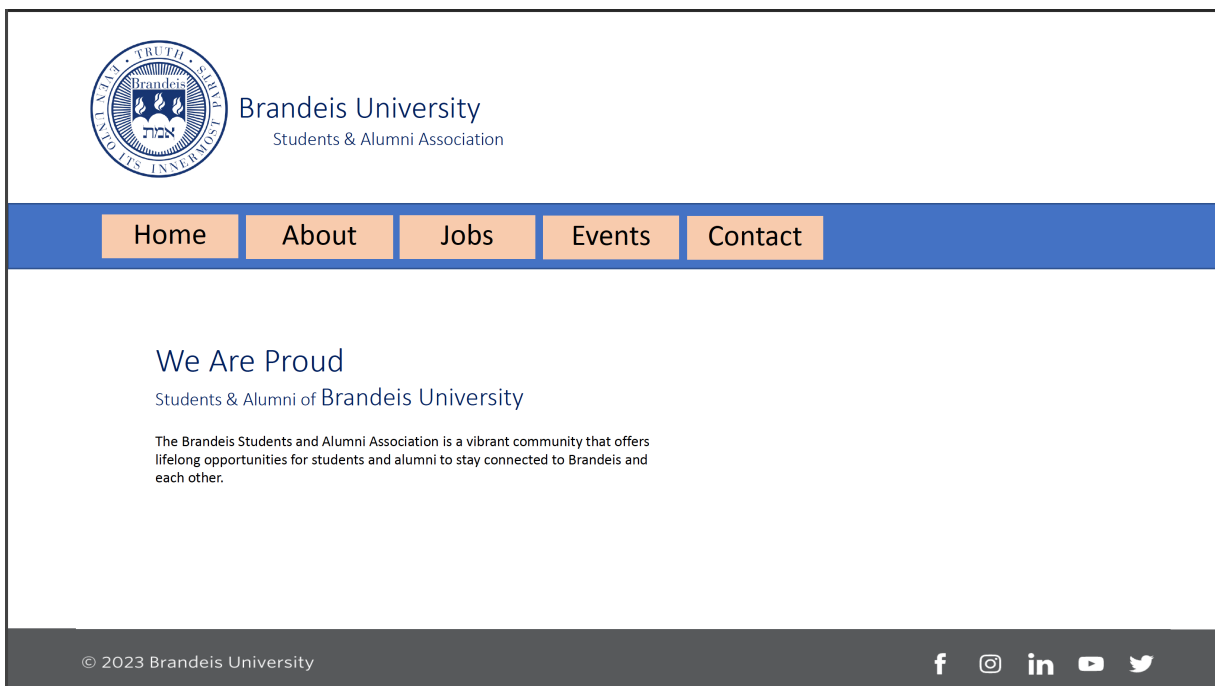 TRUTH · EVEN UNTO ITS INNERMOST PARTS ·
Brandeis
אמת
Brandeis University
Students & Alumni Association
Home About Jobs Events Contact
We Are Proud
Students & Alumni of Brandeis University
The Brandeis Students and Alumni Association is a vibrant community that offers
lifelong opportunities for students and alumni to stay connected to Brandeis and
each other.
© 2023 Brandeis University